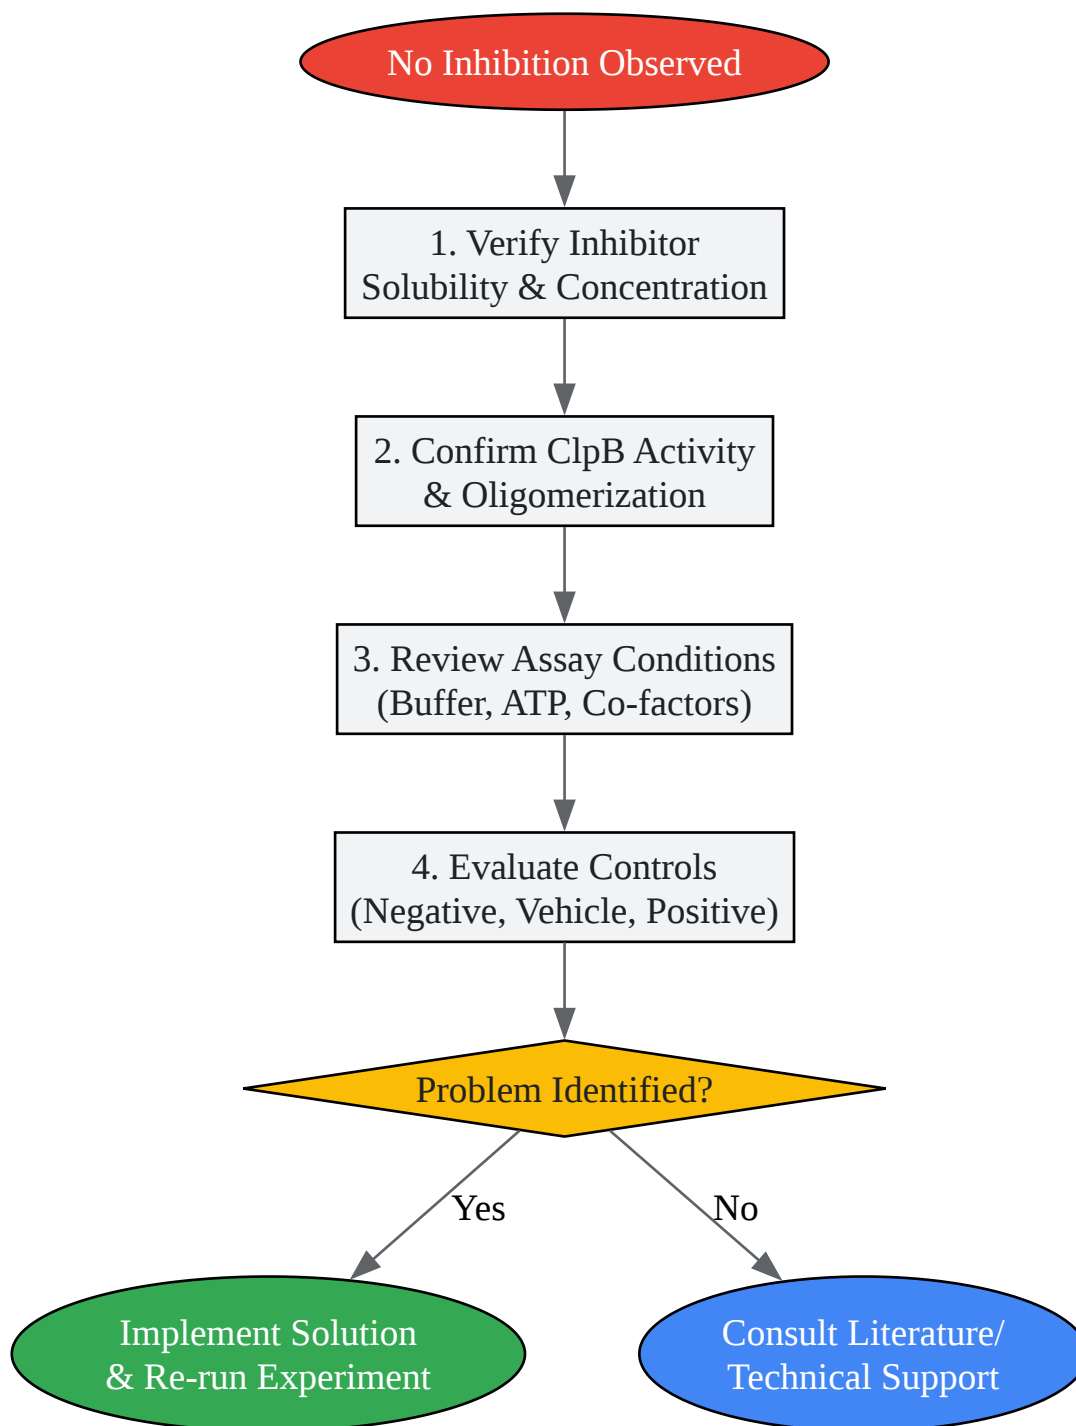 No Inhibition Observed
1. Verify Inhibitor
Solubility & Concentration
2. Confirm ClpB Activity
& Oligomerization
3. Review Assay Conditions
(Buffer, ATP, Co-factors)
4. Evaluate Controls
(Negative, Vehicle, Positive)
Problem Identified?
Yes
No
Implement Solution
& Re-run Experiment
Consult Literature/
Technical Support